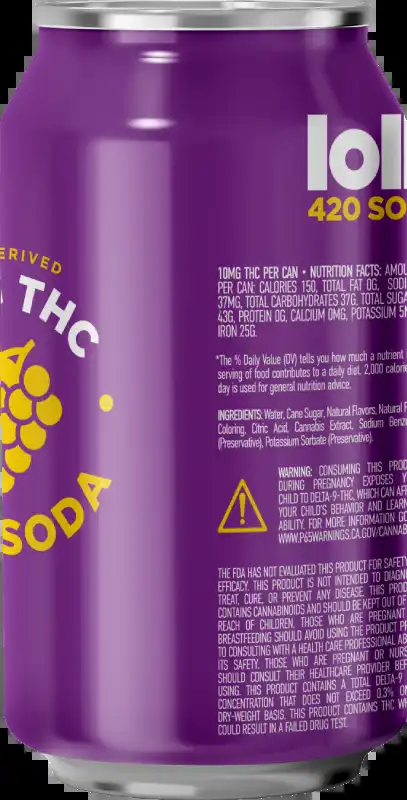 lol
420 SO
ERIVED
THC
SODA
10MG THC PER CAN • NUTRITION FACTS: AMOU
PER CAN: CALORIES 150, TOTAL FAT 0G, SODI
37MG, TOTAL CARBOHYDRATES 37G, TOTAL SUGA
43G, PROTEIN 0G, CALCIUM 0MG, POTASSIUM 5M
IRON 25G.
*The % Daily Value (DV) tells you how much a nutrient i
serving of food contributes to a daily diet. 2,000 calorie
day is used for general nutrition advice.
INGREDIENTS: Water, Cane Sugar, Natural Flavors, Natural F
Coloring, Citric Acid, Cannabis Extract, Sodium Benzo
(Preservative), Potassium Sorbate (Preservative).
WARNING: CONSUMING THIS PROD
DURING PREGNANCY EXPOSES Y
CHILD TO DELTA-9-THC, WHICH CAN AFF
YOUR CHILD'S BEHAVIOR AND LEARN
ABILITY. FOR MORE INFORMATION GO
WWW.P65WARNINGS.CA.GOV/CANNAB
THE FDA HAS NOT EVALUATED THIS PRODUCT FOR SAFETY
EFFICACY. THIS PRODUCT IS NOT INTENDED TO DIAGN
TREAT, CURE, OR PREVENT ANY DISEASE. THIS PROD
CONTAINS CANNABINOIDS AND SHOULD BE KEPT OUT OF
REACH OF CHILDREN. THOSE WHO ARE PREGNANT
BREASTFEEDING SHOULD AVOID USING THE PRODUCT PR
TO CONSULTING WITH A HEALTH CARE PROFESSIONAL AB
ITS SAFETY. THOSE WHO ARE PREGNANT OR NURS
SHOULD CONSULT THEIR HEALTHCARE PROVIDER BEF
USING. THIS PRODUCT CONTAINS A TOTAL DELTA-9
CONCENTRATION THAT DOES NOT EXCEED 0.3% ON
DRY-WEIGHT BASIS. THIS PRODUCT CONTAINS THC WH
COULD RESULT IN A FAILED DRUG TEST.